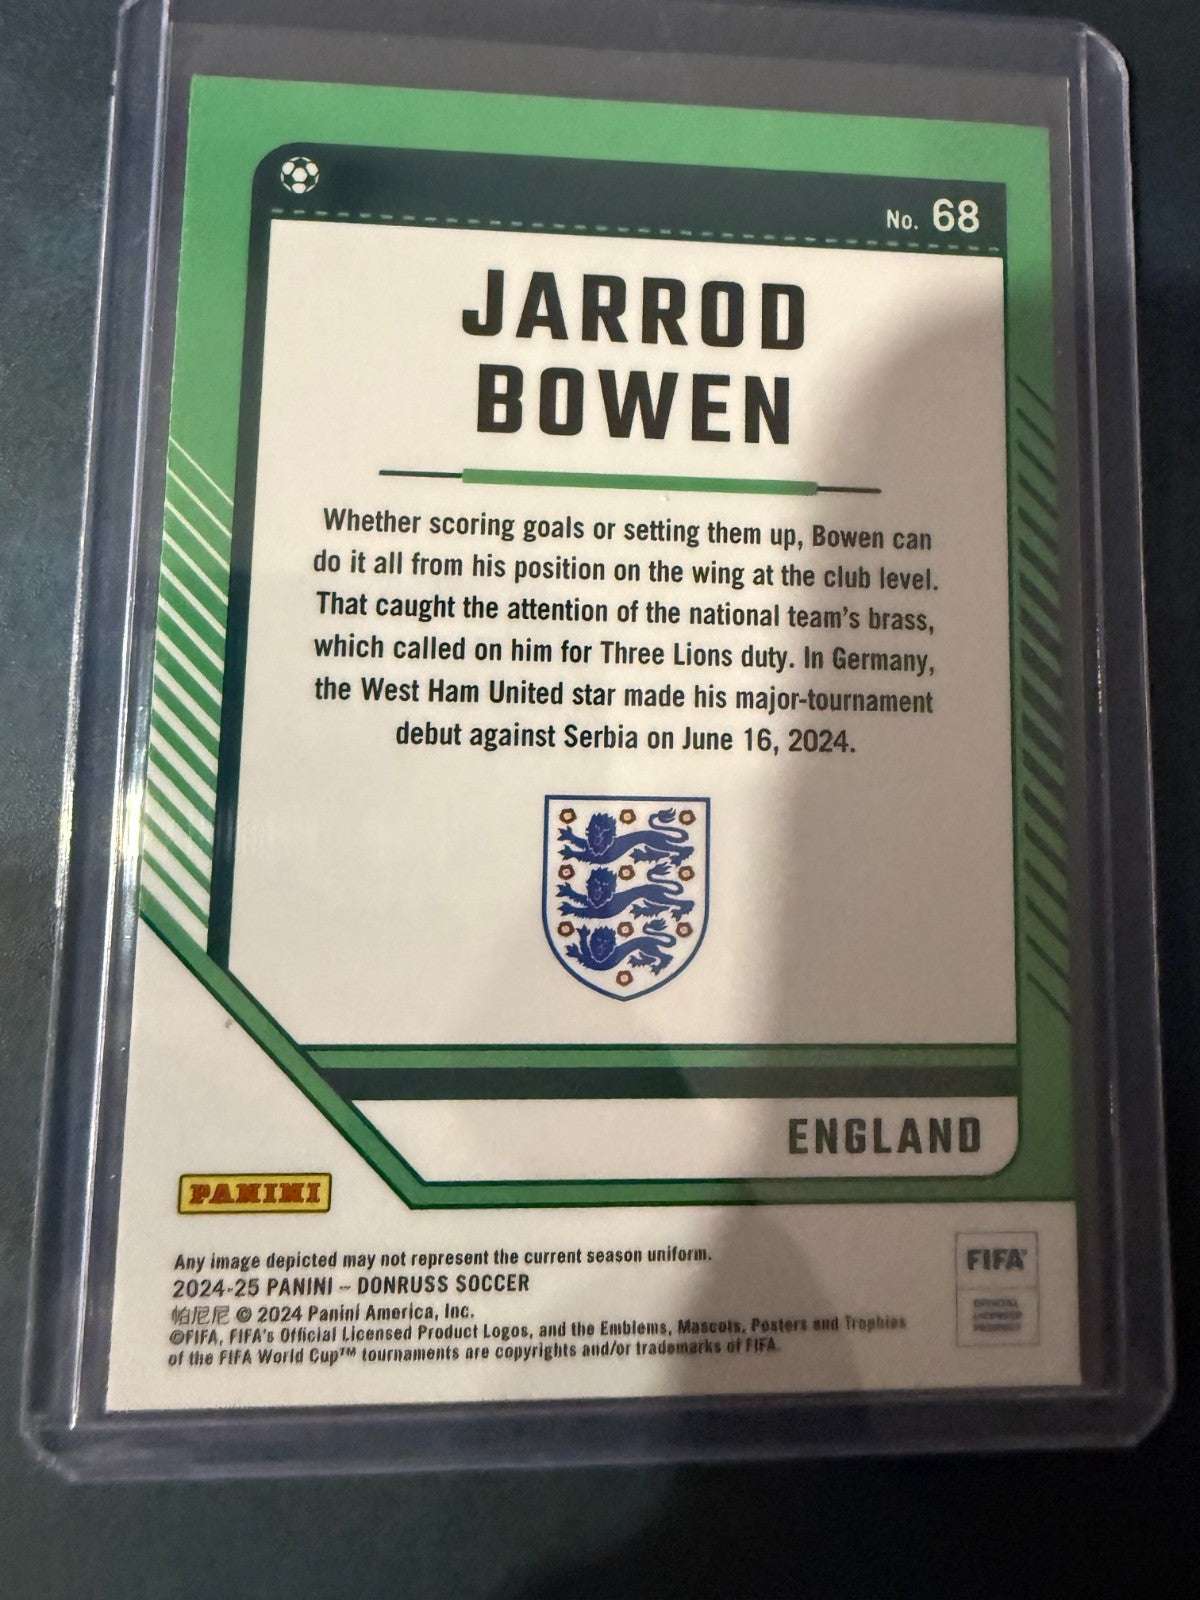 No. 68
JARROD
BOWEN
Whether scoring goals or setting them up, Bowen can
do it all from his position on the wing at the club level.
That caught the attention of the national team's brass,
which called on him for Three Lions duty. In Germany,
the West Ham United star made his major-tournament
debut against Serbia on June 16, 2024.
ENGLAND
PANINI
Any image depicted may not represent the current season uniform.
2024-25 PANINI – DONRUSS SOCCER
帕尼尼 © 2024 Panini America, Inc.
©FIFA, FIFA's Official Licensed Product Logos, and the Emblems, Mascots, Posters and Trophies
of the FIFA World Cup™ tournaments are copyrights and/or trademarks of FIFA.
FIFA®
OFFICIAL
LICENSED
PRODUCT